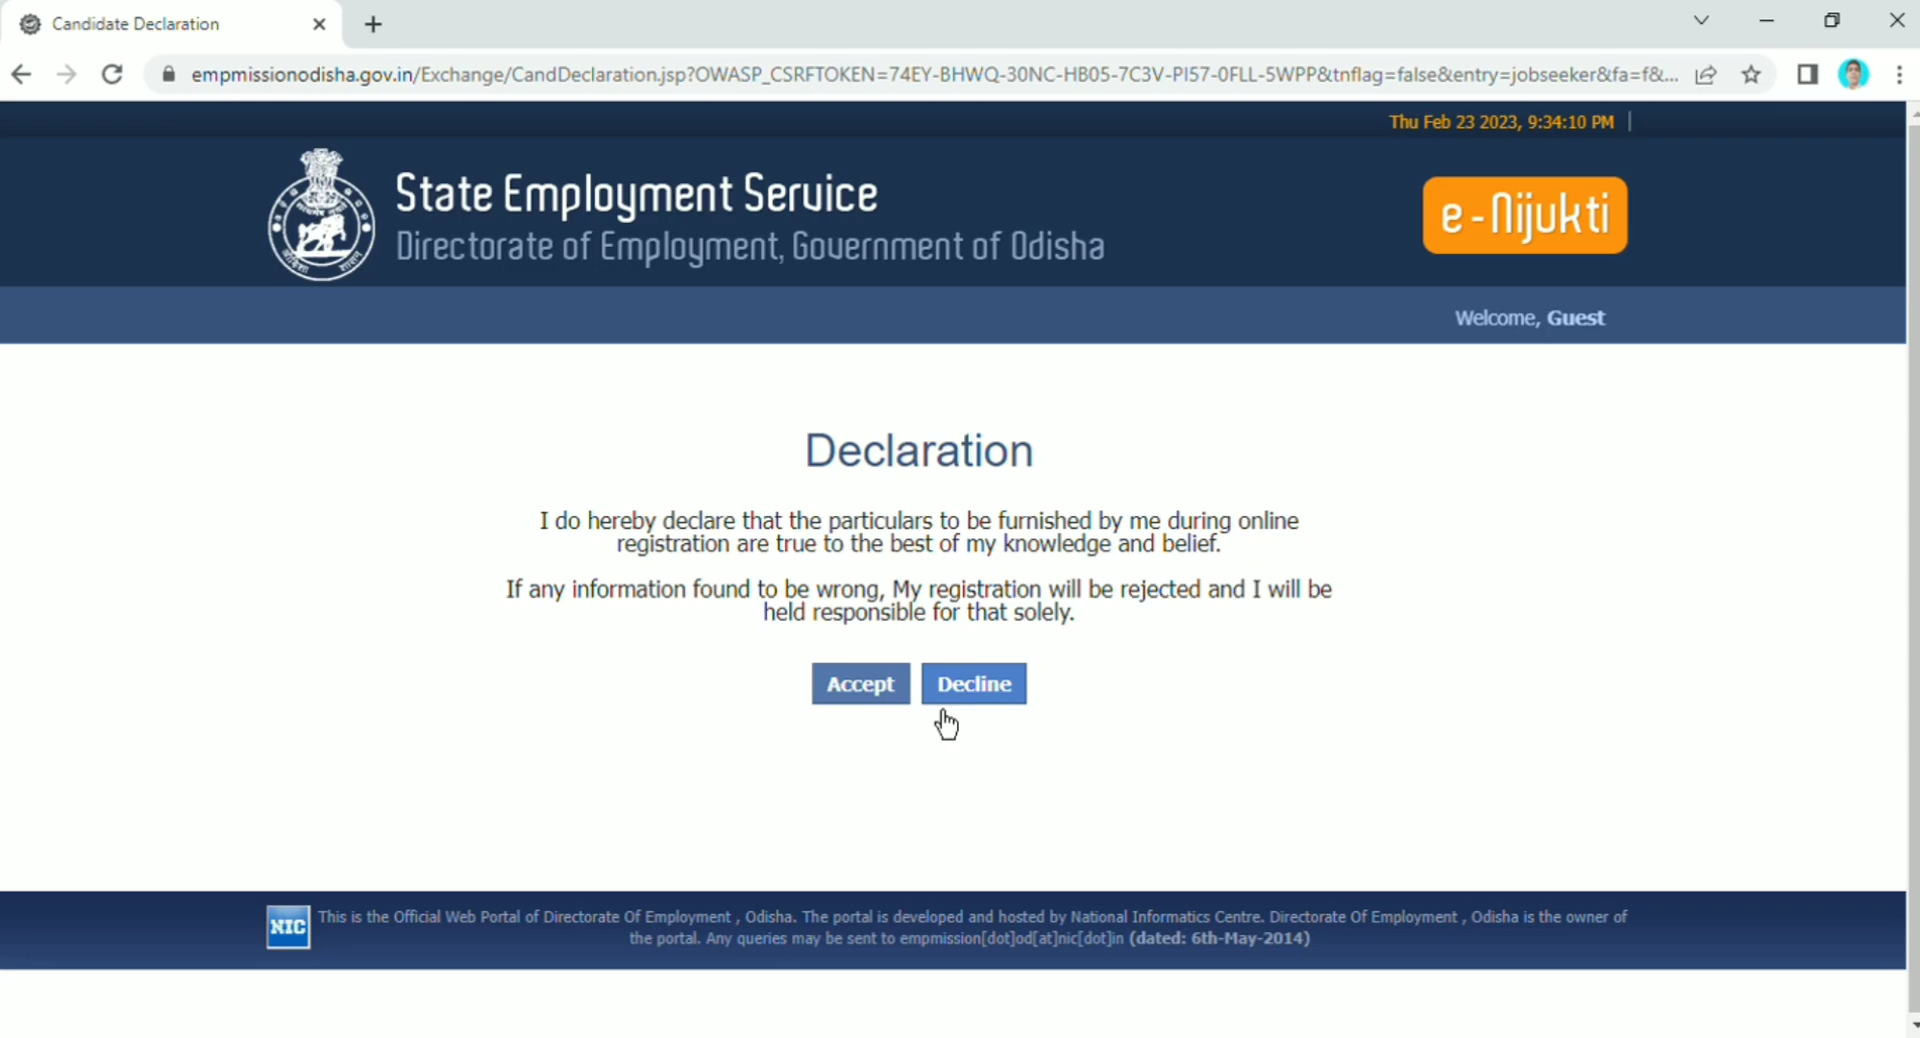 Candidate Declaration
empmissionodisha.gov.in/Exchange/CandDeclaration.jsp?OWASP_CSRFTOKEN=74EY-BHWQ-30NC-HB05-7C3V-PI57-0FLL-5WPP&tnflag=false&entry=jobseeker&fa=f&...
Thu Feb 23 2023, 9:34:10 PM
State Employment Service
Directorate of Employment, Government of Odisha
e-Nijukti
Welcome, Guest
Declaration
I do hereby declare that the particulars to be furnished by me during online
registration are true to the best of my knowledge and belief.
If any information found to be wrong, My registration will be rejected and I will be
held responsible for that solely.
Accept Decline
NIC
This is the Official Web Portal of Directorate Of Employment , Odisha. The portal is developed and hosted by National Informatics Centre. Directorate Of Employment , Odisha is the owner of
the portal. Any queries may be sent to empmission[dot]od[at]nic[dot]in (dated: 6th-May-2014)